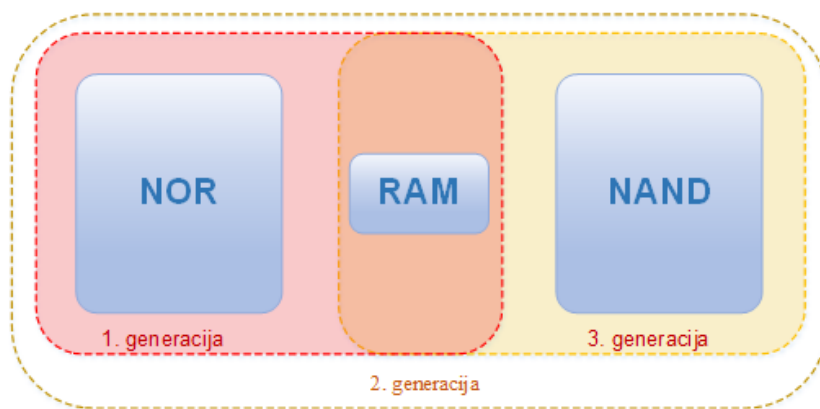 NOR
RAM
NAND
1. generacija
3. generacija
2. generacija